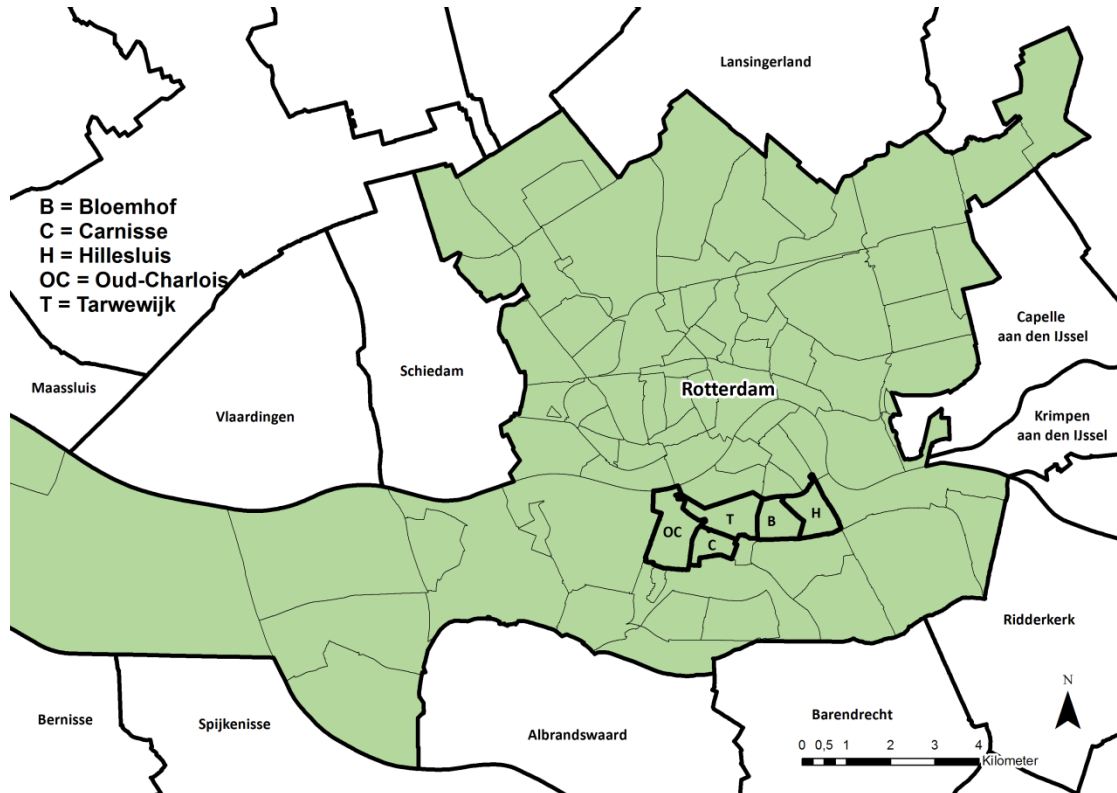 Lansingerland
B = Bloemhof
C = Carnisse
H = Hillesluis
OC = Oud-Charlois
T = Tarwewijk
Capelle
aan den IJssel
Schiedam
Maassluis
Rotterdam
Vlaardingen
Krimpen
aan den IJssel
OC
T
B
H
C
Ridderkerk
N
Bernisse
Spijkenisse
Albrandswaard
Barendrecht
0 0,5 1 2 3 4
Kilometer